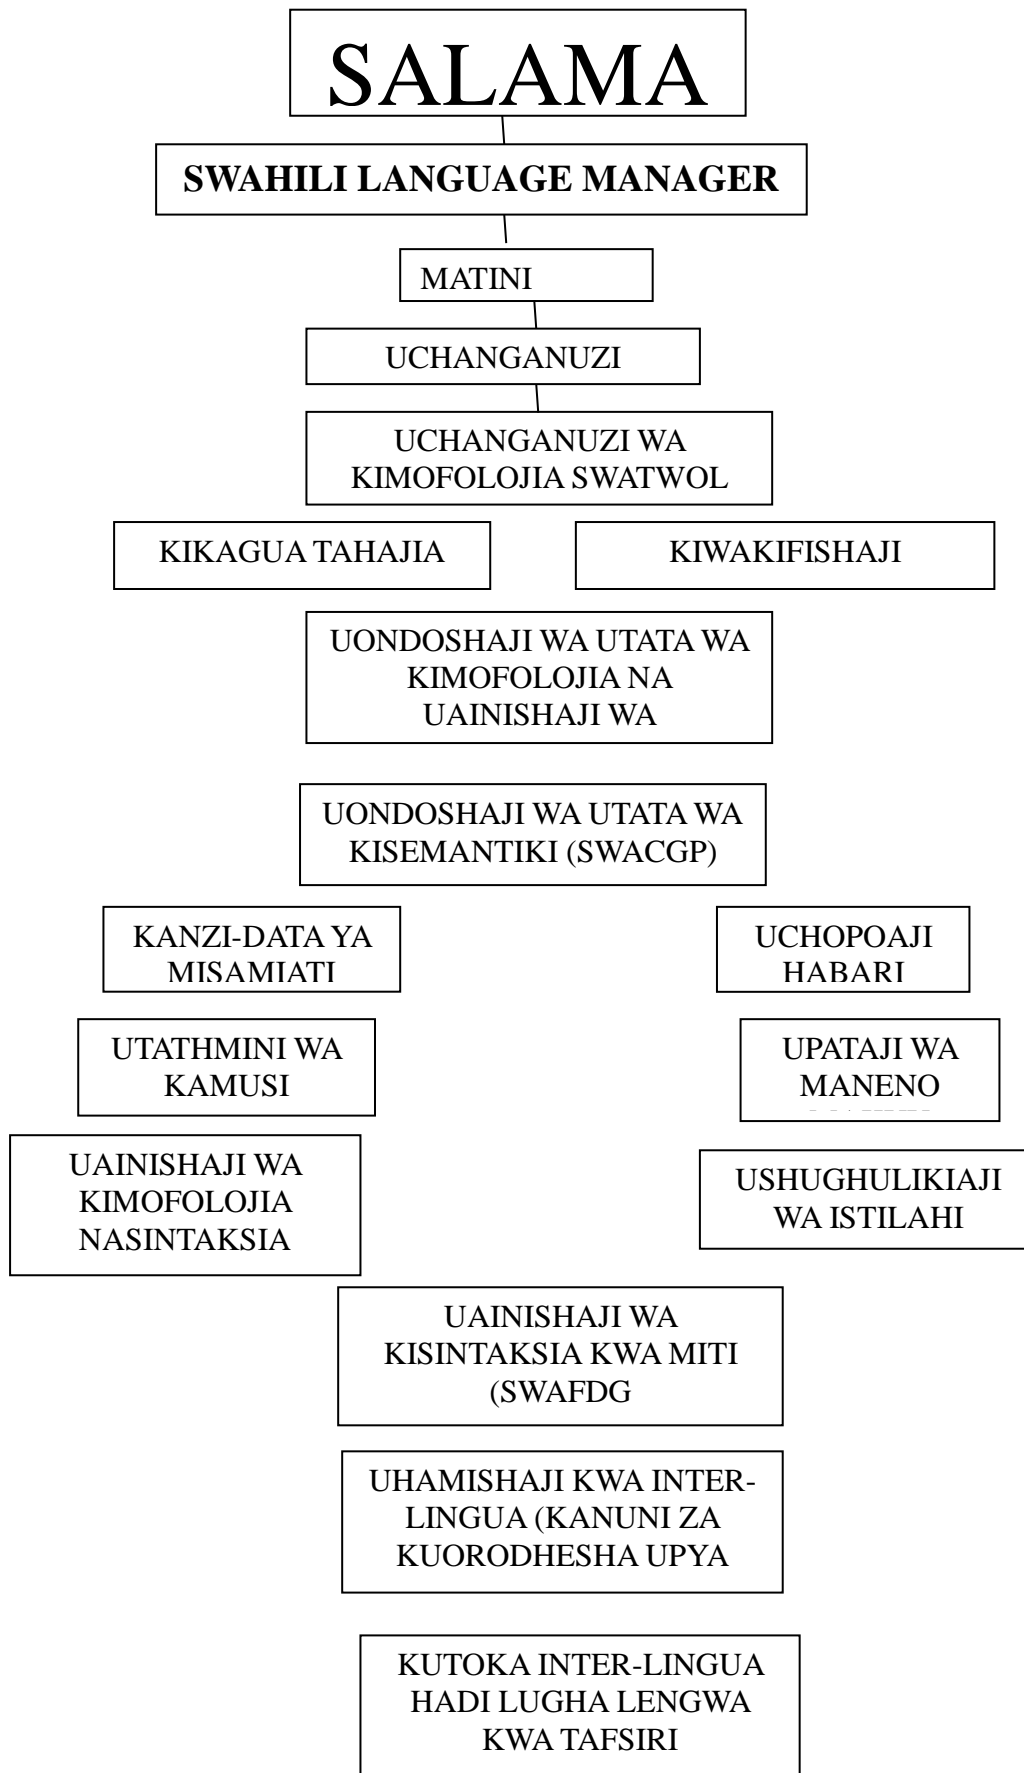 SALAMA
SWAHILI LANGUAGE MANAGER
MATINI
UCHANGANUZI
UCHANGANUZI WA
KIMOFOLOJIA SWATWOL
KIKAGUA TAHAJIA
KIWAKIFISHAJI
UONDOSHAJI WA UTATA WA
KIMOFOLOJIA NA
UAINISHAJI WA
UONDOSHAJI WA UTATA WA
KISEMANTIKI (SWACGP)
KANZI-DATA YA
MISAMIATI
UCHOPOAJI
HABARI
UTATHMINI WA
KAMUSI
UPATAJI WA
MANENO
UAINISHAJI WA
KIMOFOLOJIA
NASINTAKSIA
USHUGHULIKIAJI
WA ISTILAHI
UAINISHAJI WA
KISINTAKSIA KWA MITI
(SWAFDG
UHAMISHAJI KWA INTER-
LINGUA (KANUNI ZA
KUORODHESHA UPYA
KUTOKA INTER-LINGUA
HADI LUGHA LENGWA
KWA TAFSIRI